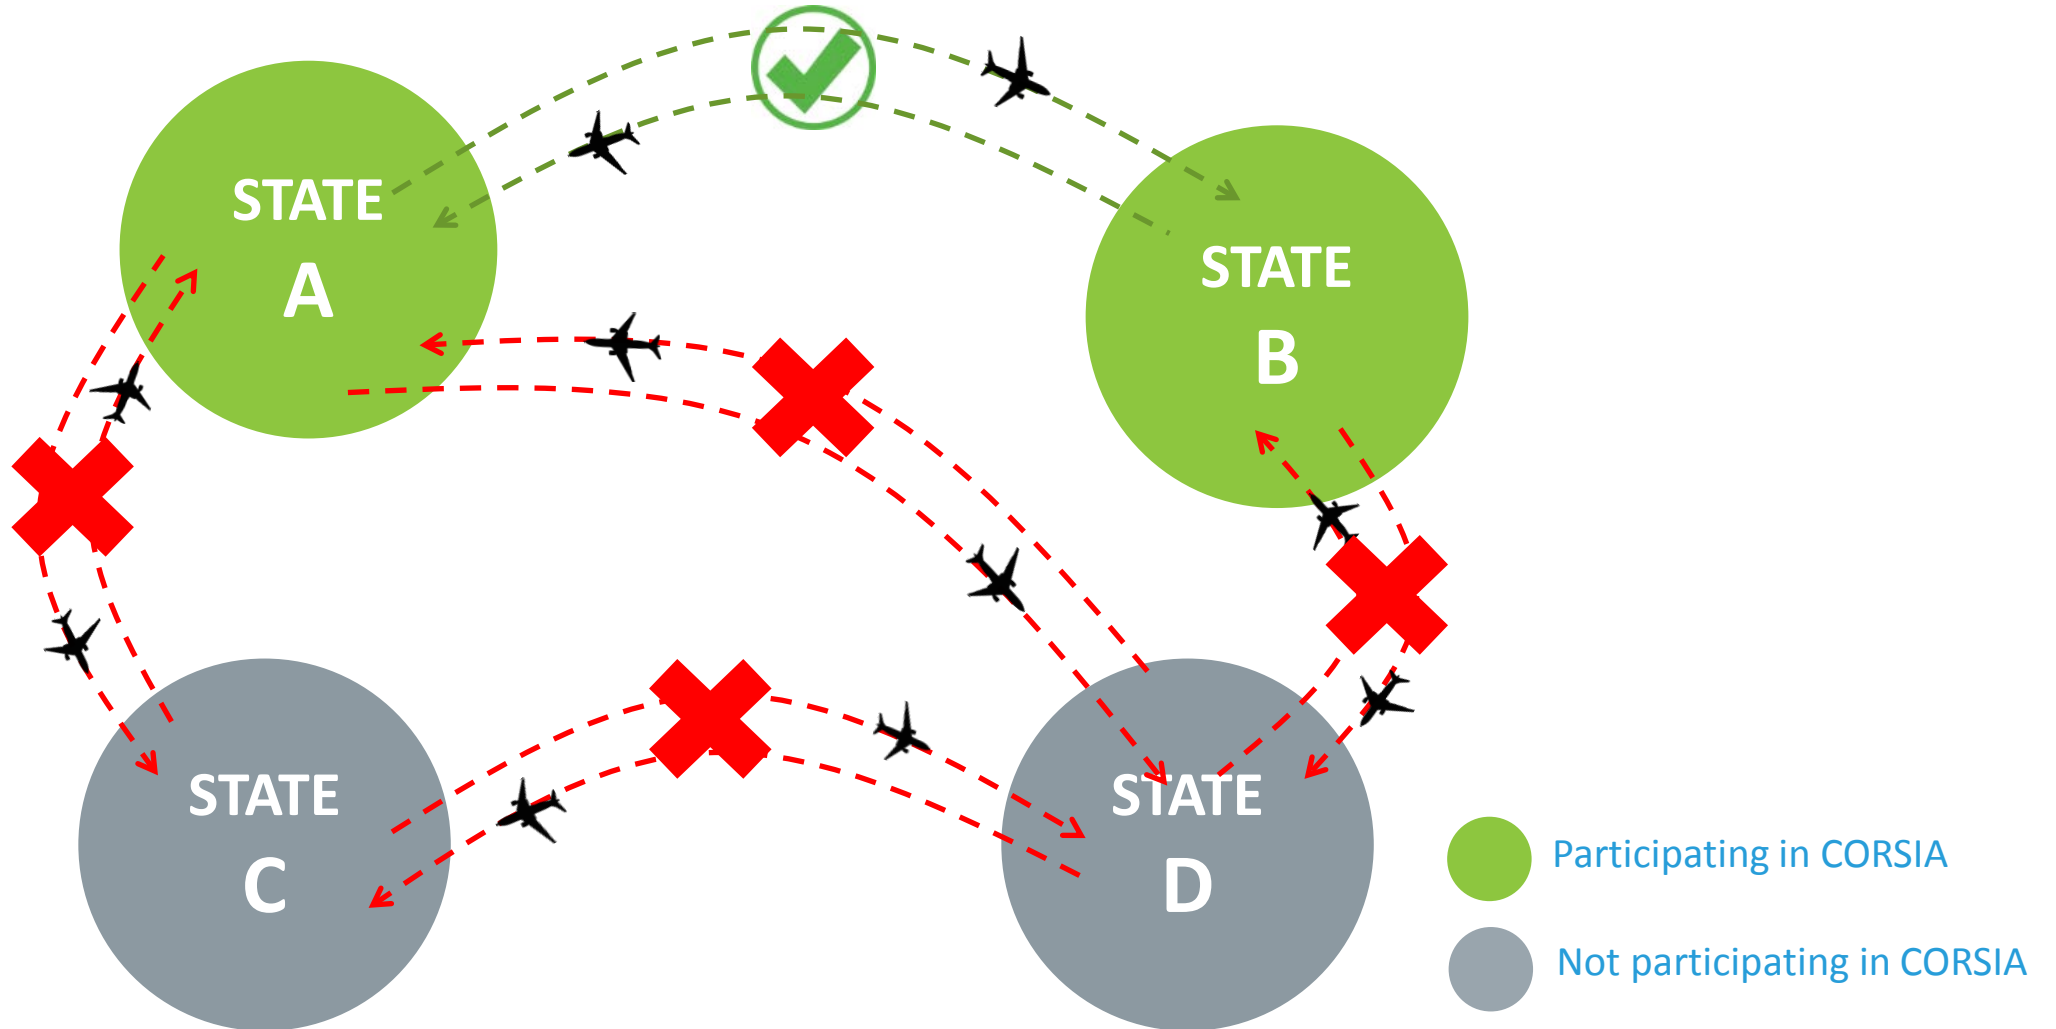 STATE
A
STATE
B
STATE
C
STATE
D
Participating in CORSIA
Not participating in CORSIA